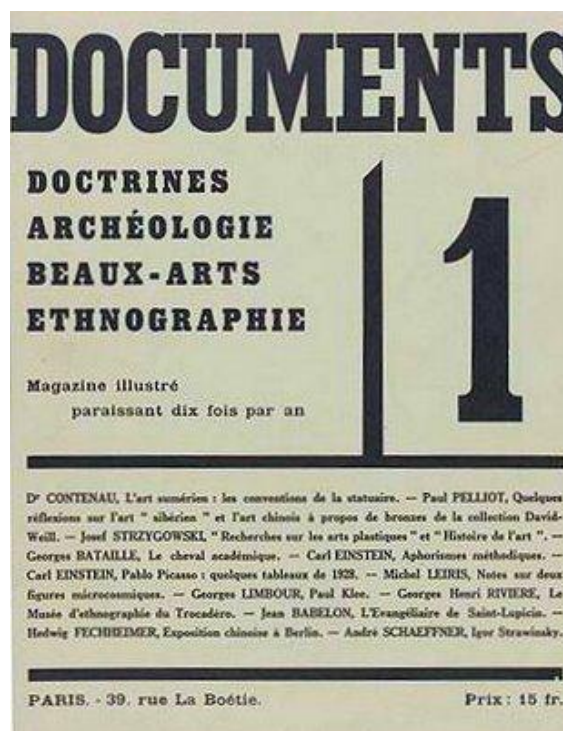 DOCUMENTS
DOCTRINES
ARCHÉOLOGIE
BEAUX-ARTS
ETHNOGRAPHIE
1
Magazine illustré
paraissant dix fois par an
Dr CONTENAU, L'art sumérien : les conventions de la statuaire. — Paul PELLIOT, Quelques
réflexions sur l'art " sibérien " et l'art chinois à propos de bronzes de la collection David-
Weill. — Josef STRZYGOWSKI, " Recherches sur les arts plastiques " et " Histoire de l'art ". —
Georges BATAILLE, Le cheval académique. — Carl EINSTEIN, Aphorismes méthodiques. —
Carl EINSTEIN, Pablo Picasso : quelques tableaux de 1928. — Michel LEIRIS, Notes sur deux
figures microcosmiques. — Georges LIMBOUR, Paul Klee. — Georges Henri RIVIERE, Le
Musée d'ethnographie du Trocadéro. — Jean BABELON, L'Evangéliaire de Saint-Lupicin. —
Hedwig FECHHEIMER, Exposition chinoise à Berlin. — André SCHAEFFNER, Igor Strawinsky.
PARIS. - 39. rue La Boétie. Prix : 15 fr.